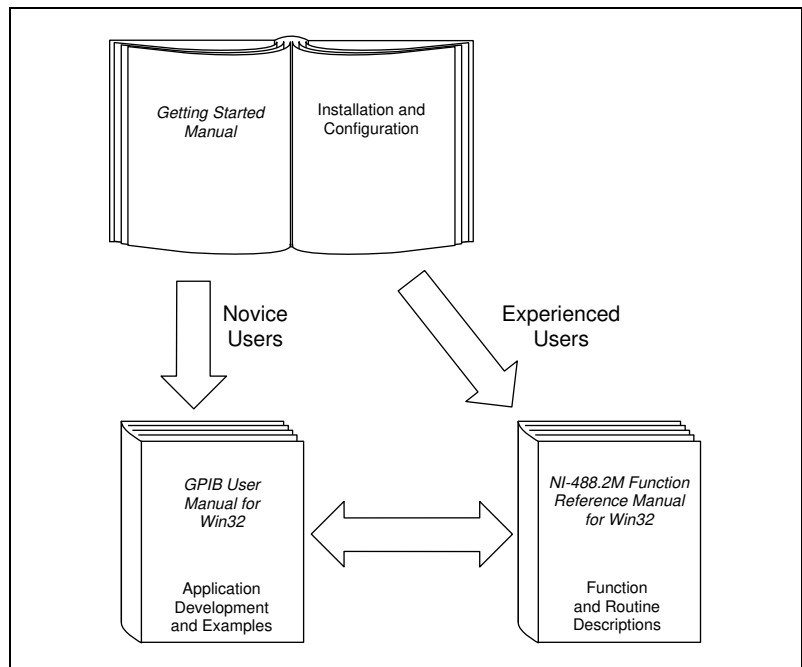 Getting Started
Manual
Installation and
Configuration
Novice
Users
Experienced
Users
GPIB User
Manual for
Win32
Application
Development
and Examples
NI-488.2M Function
Reference Manual
for Win32
Function
and Routine
Descriptions